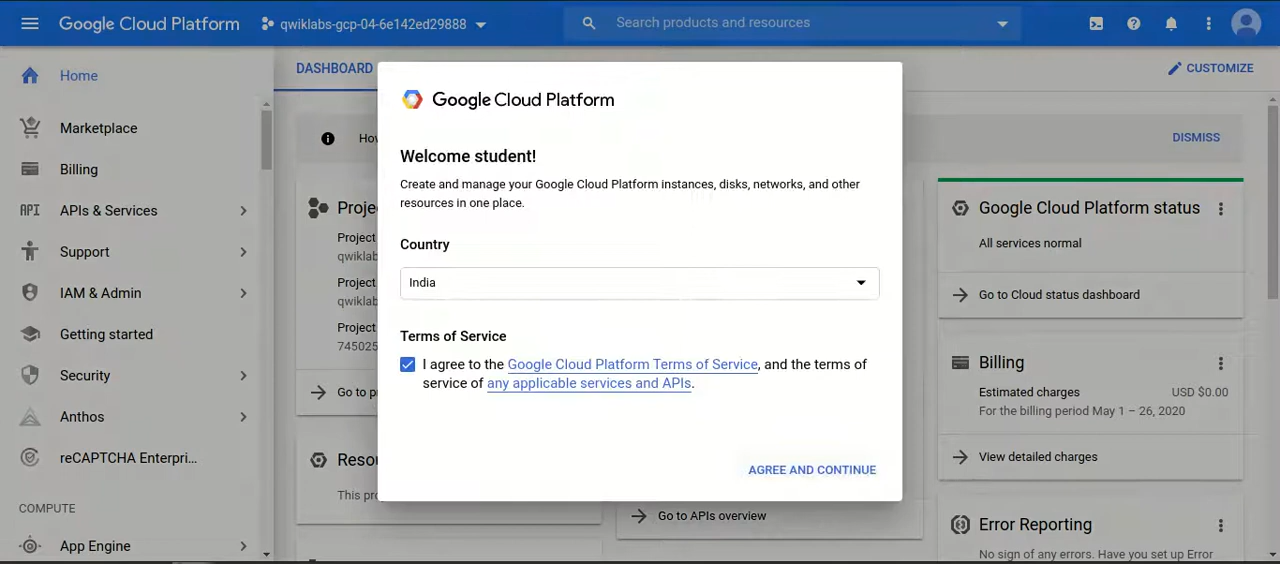 Google Cloud Platform
qwiklabs-gcp-04-6e142ed29888
Search products and resources
Home
Marketplace
Billing
API APIs & Services
Support
IAM & Admin
Getting started
Security
Anthos
reCAPTCHA Enterpri...
COMPUTE
App Engine
DASHBOARD
CUSTOMIZE
DISMISS
Project
qwiklabs
Project
qwiklabs
Project
745025
Go to p
Resou
This pro
Google Cloud Platform
Welcome student!
Create and manage your Google Cloud Platform instances, disks, networks, and other
resources in one place.
Country
India
Terms of Service
I agree to the Google Cloud Platform Terms of Service, and the terms of
service of any applicable services and APIs.
AGREE AND CONTINUE
Go to APIs overview
Google Cloud Platform status
All services normal
Go to Cloud status dashboard
Billing
Estimated charges USD $0.00
For the billing period May 1 – 26, 2020
View detailed charges
Error Reporting
No sign of any errors. Have you set up Error